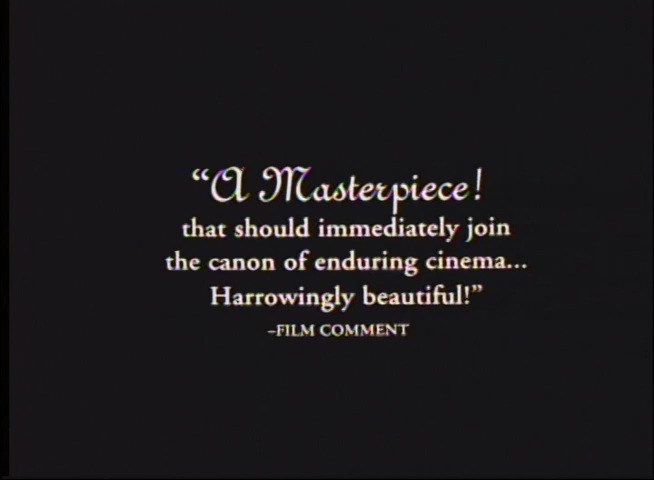 “A Masterpiece!
that should immediately join
the canon of enduring cinema...
Harrowingly beautiful!”
–FILM COMMENT